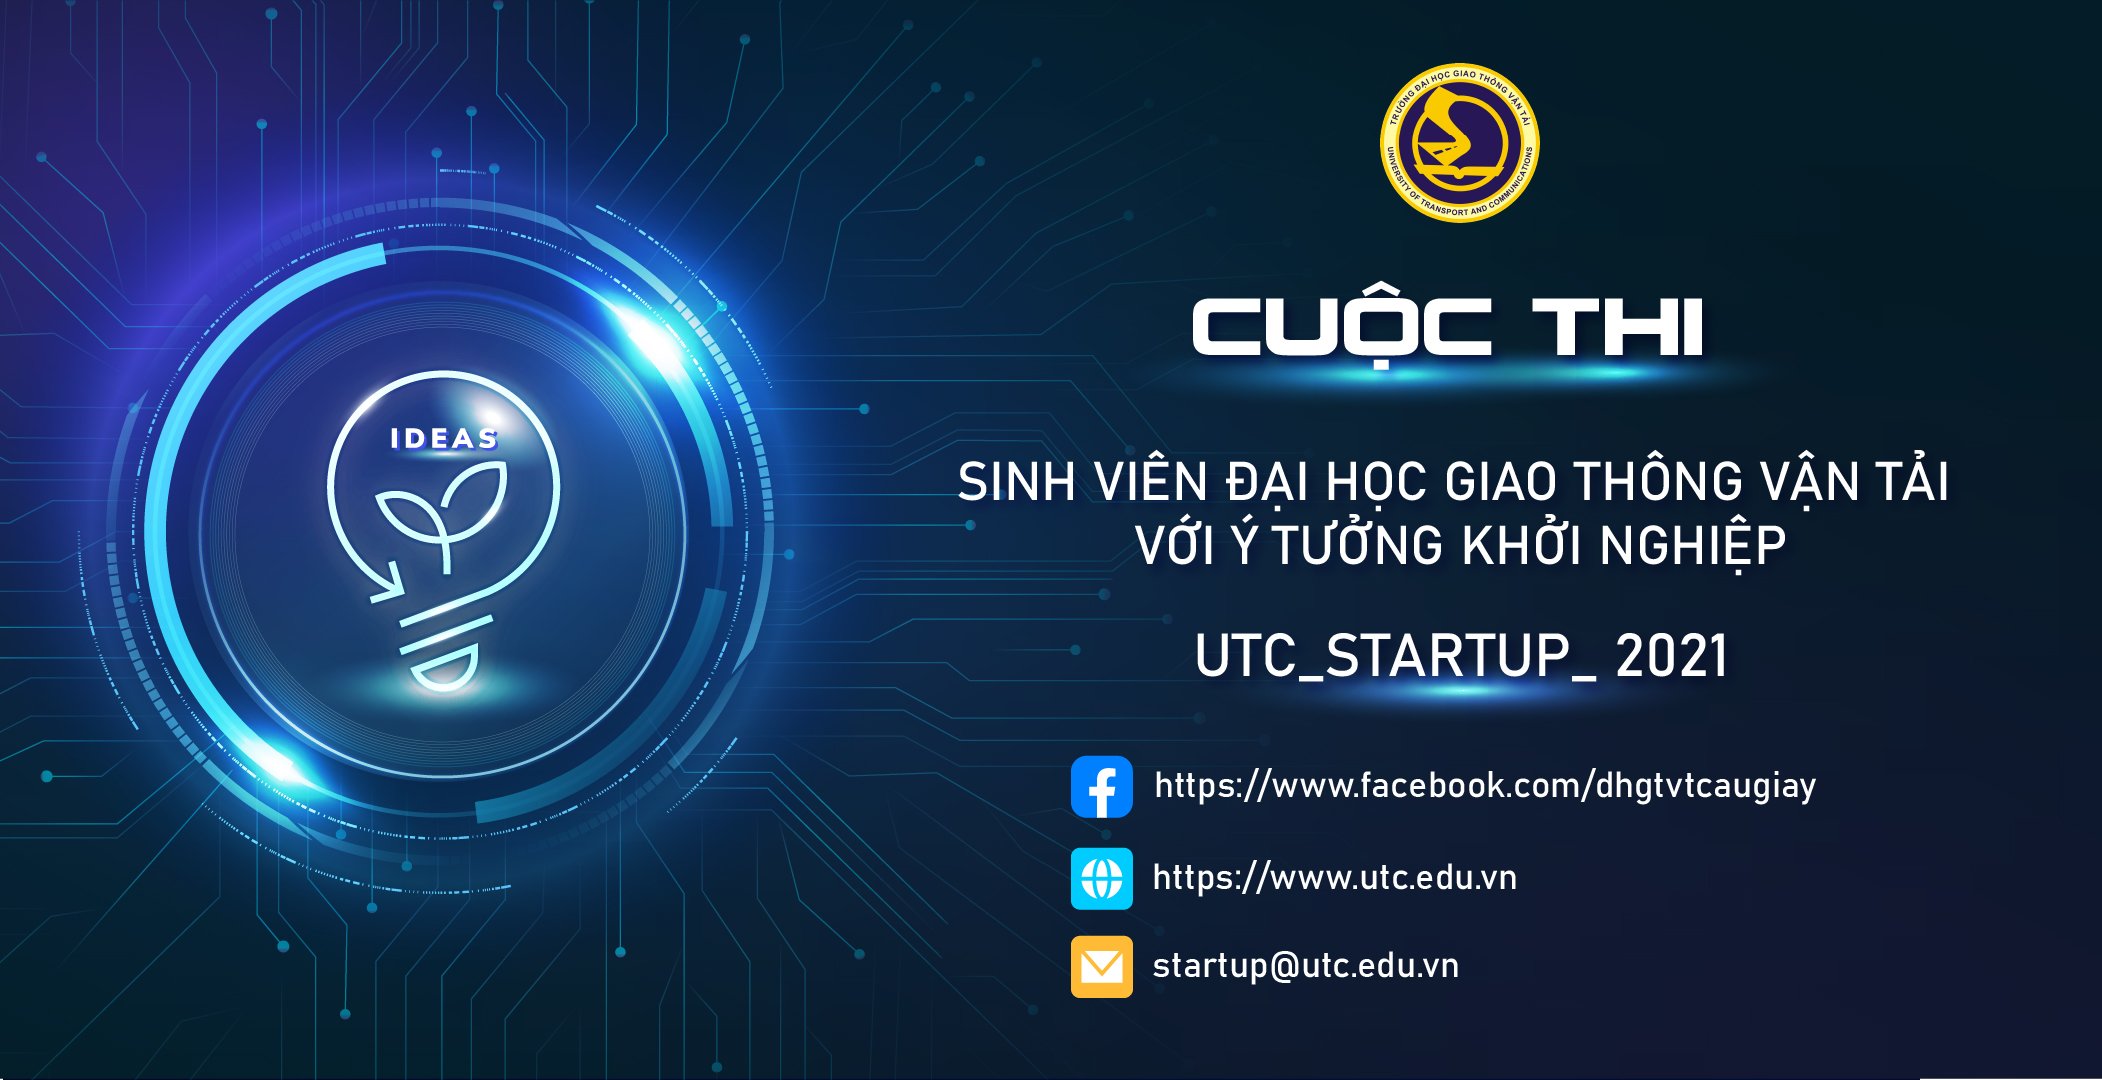 TRƯỜNG ĐẠI HỌC GIAO THÔNG VẬN TẢI
UNIVERSITY OF TRANSPORT AND COMMUNICATIONS
CUỘC THI
IDEAS
SINH VIÊN ĐẠI HỌC GIAO THÔNG VẬN TẢI
VỚI Ý TƯỞNG KHỞI NGHIỆP
UTC_STARTUP_ 2021
https://www.facebook.com/dhgtvtcaugiay
https://www.utc.edu.vn
startup@utc.edu.vn